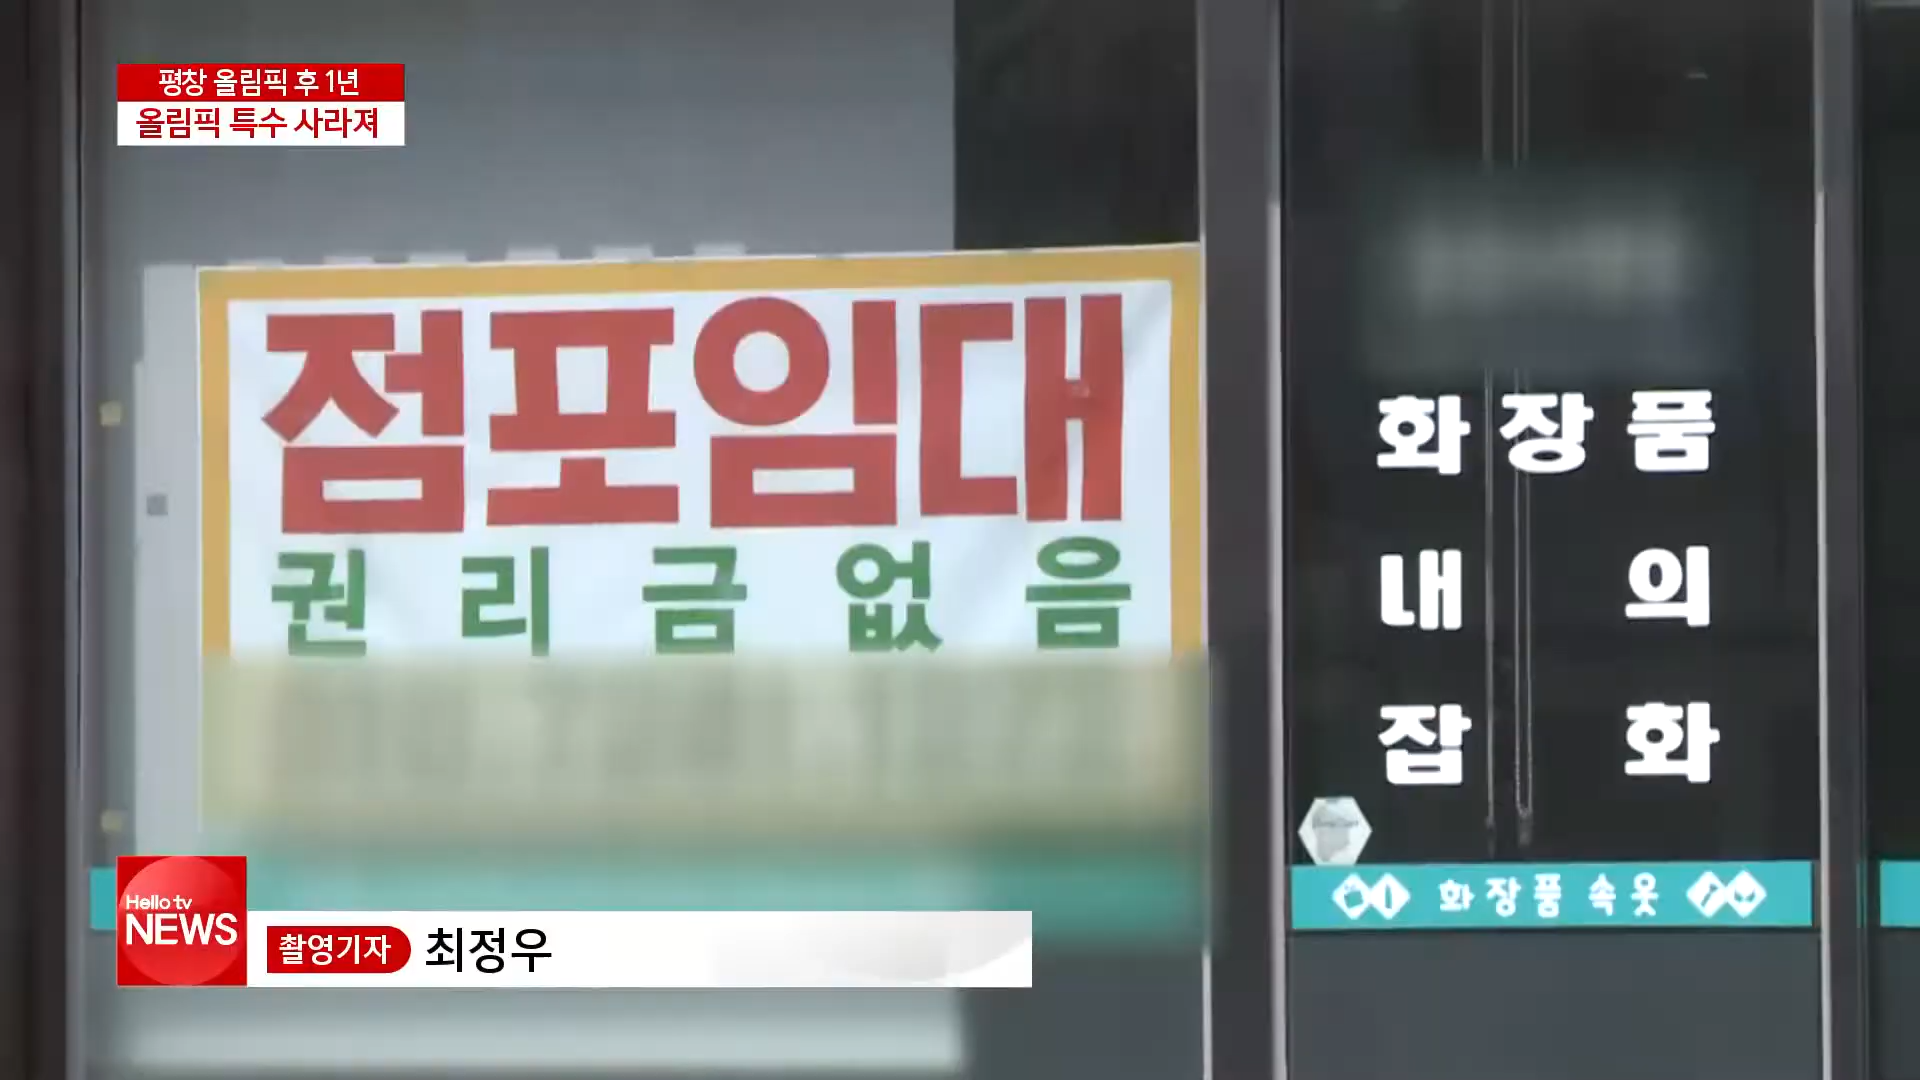 평창 올림픽 후 1년
올림픽 특수 사라져
점포임대
권리금없음
화장품
내의
잡화
화장품 속옷
Hello tv
NEWS
촬영기자 최정우